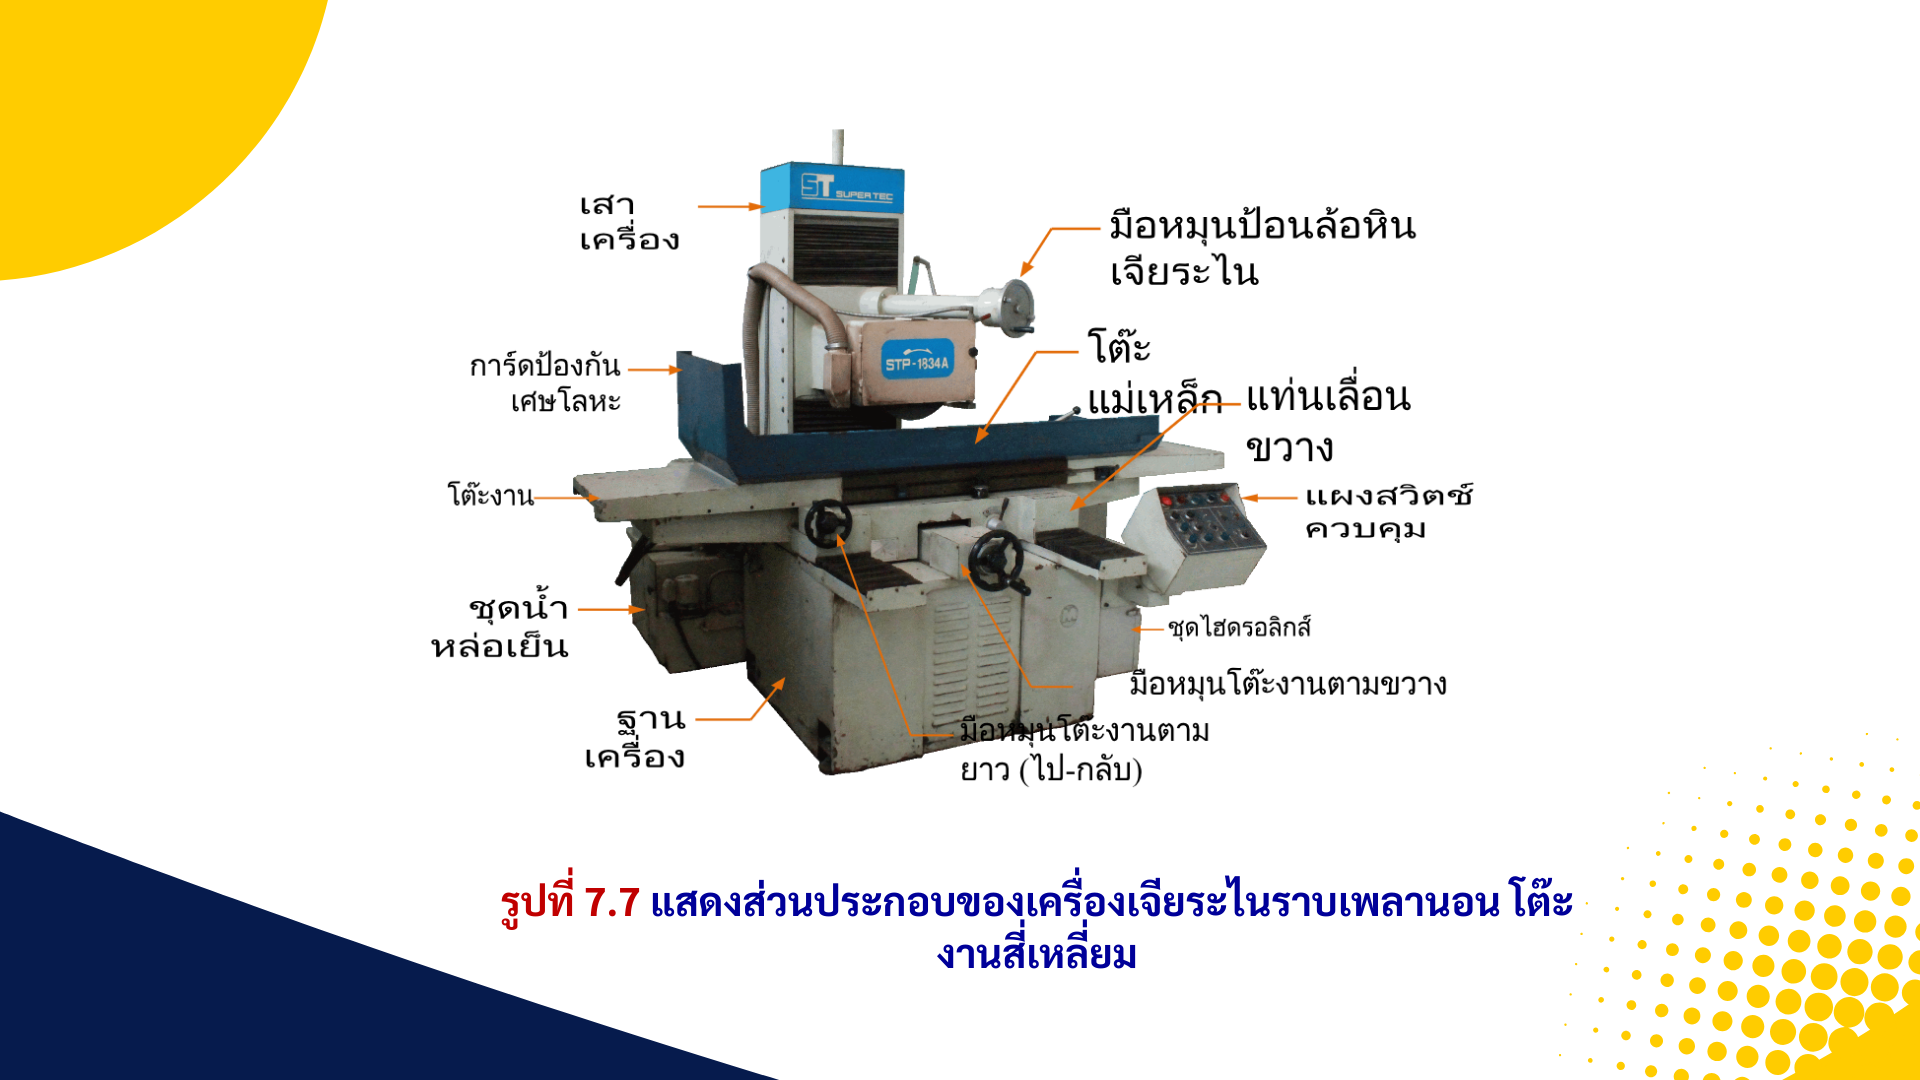 ST SUPER TEC
เสา
เครื่อง
มือหมุนป้อนล้อหิน
เจียระไน
STP-1634A
โต๊ะ
แม่เหล็ก
การ์ดป้องกัน
เศษโลหะ
แท่นเลื่อน
ขวาง
โต๊ะงาน
แผงสวิตช์
ควบคุม
ชุดน้ำ
หล่อเย็น
ชุดไฮดรอลิกส์
มือหมุนโต๊ะงานตามขวาง
ฐาน
เครื่อง
มือหมุนโต๊ะงานตาม
ยาว (ไป-กลับ)
รูปที่ 7.7 แสดงส่วนประกอบของเครื่องเจียระไนราบเพลานอน โต๊ะ
งานสี่เหลี่ยม